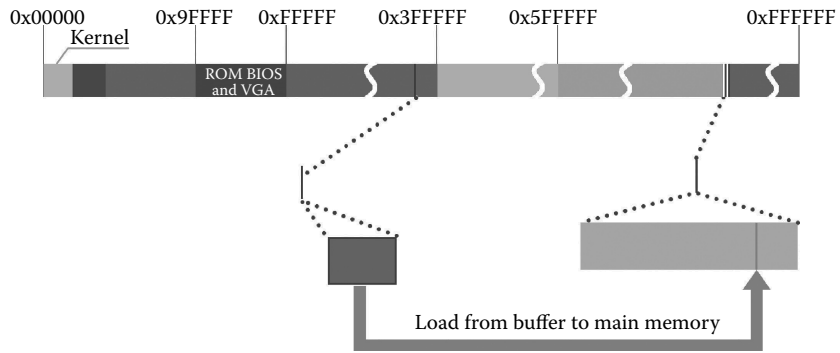 0x00000 0x9FFFF 0xFFFFF 0x3FFFFF 0x5FFFFF 0xFFFFFF
Kernel
ROM BIOS
and VGA
Load from buffer to main memory